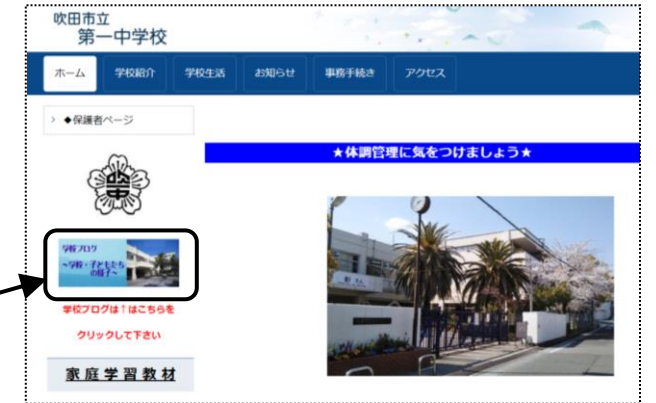 吹田市立
第一中学校
ホーム 学校紹介 学校生活 お知らせ 事務手続き アクセス
> ◆保護者ページ
★体調管理に気をつけましょう★
吹中
学校ブログ
~学校・子どもたち
の様子~
学校ブログは↑はこちらを
クリックして下さい
家庭学習教材